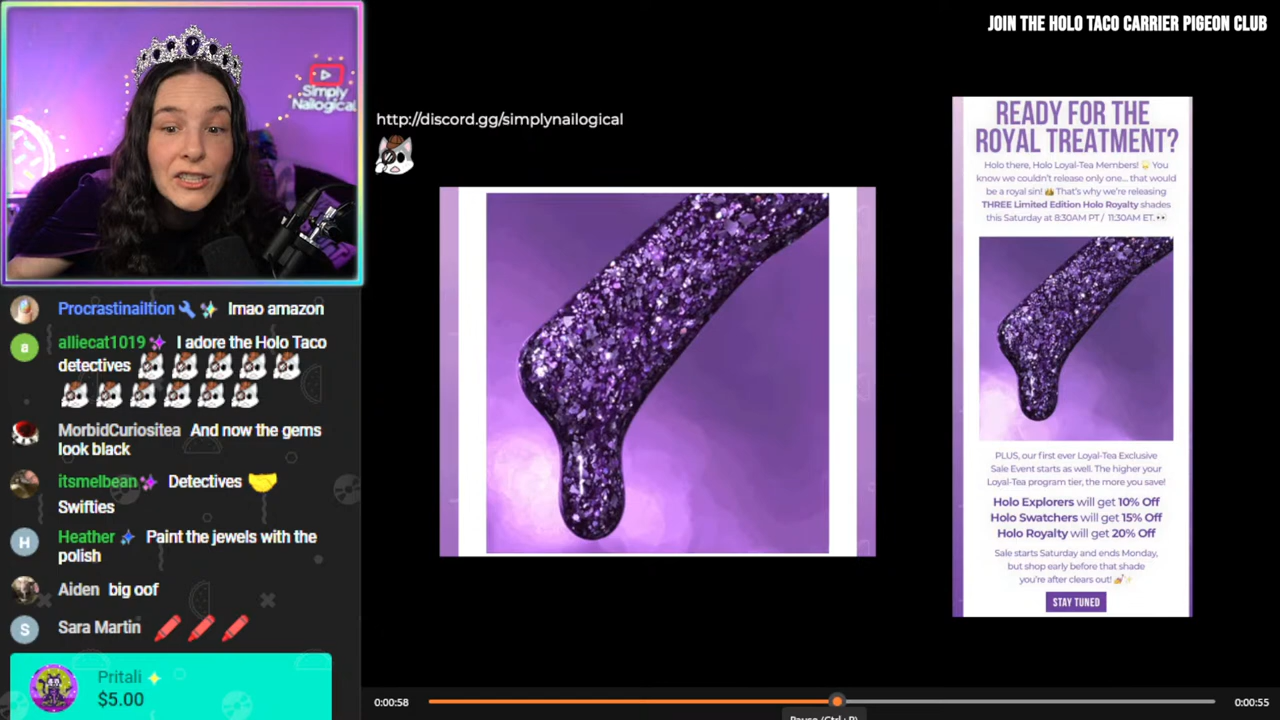 JOIN THE HOLO TACO CARRIER PIGEON CLUB
Simply
Nailogical
http://discord.gg/simplynailogical
READY FOR THE
ROYAL TREATMENT?
Holo there, Holo Loyal-Tea Members! You
know we couldn't release only one... that would
be a royal sin! That's why we're releasing
THREE Limited Edition Holo Royalty shades
this Saturday at 8:30AM PT / 11:30AM ET.
PLUS, our first ever Loyal-Tea Exclusive
Sale Event starts as well. The higher your
Loyal-Tea program tier, the more you save!
Holo Explorers will get 10% Off
Holo Swatchers will get 15% Off
Holo Royalty will get 20% Off
Sale starts Saturday and ends Monday,
but shop early before that shade
you're after clears out!
STAY TUNED
Procrastinailtion lmao amazon
a alliecat1019 I adore the Holo Taco
detectives
MorbidCuriositea And now the gems
look black
itsmelbean Detectives
Swifties
H Heather Paint the jewels with the
polish
Aiden big oof
S Sara Martin
Pritali
$5.00
0:00:58
0:00:55
Pause (Ctrl+P)